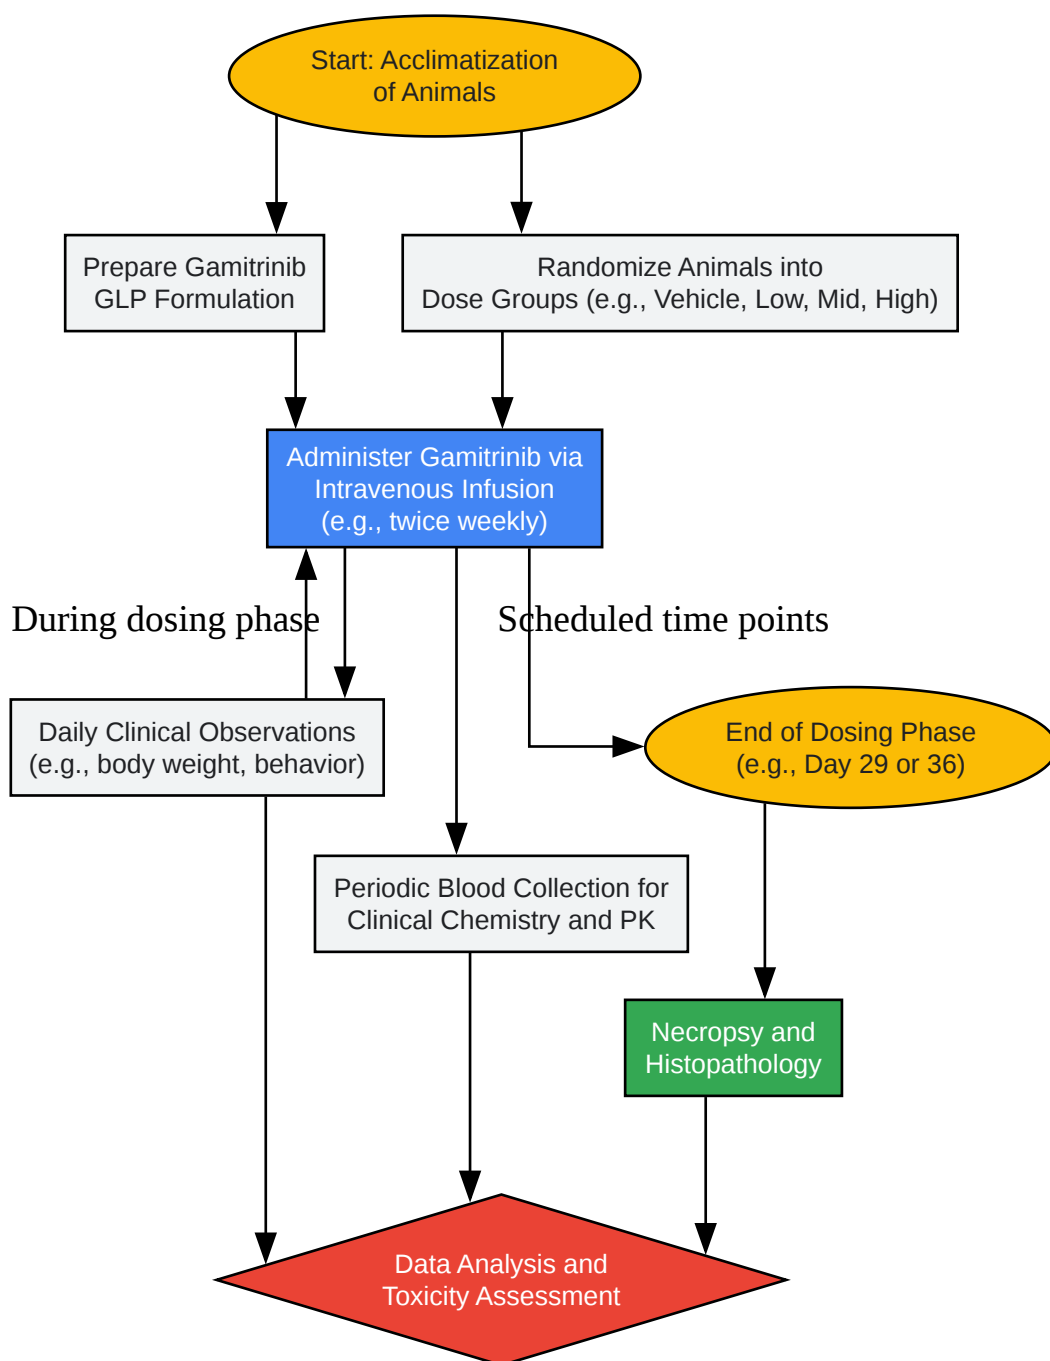 Start: Acclimatization
of Animals
Prepare Gamitrinib
GLP Formulation
Randomize Animals into
Dose Groups (e.g., Vehicle, Low, Mid, High)
Administer Gamitrinib via
Intravenous Infusion
(e.g., twice weekly)
During dosing phase
Scheduled time points
Daily Clinical Observations
(e.g., body weight, behavior)
End of Dosing Phase
(e.g., Day 29 or 36)
Periodic Blood Collection for
Clinical Chemistry and PK
Necropsy and
Histopathology
Data Analysis and
Toxicity Assessment